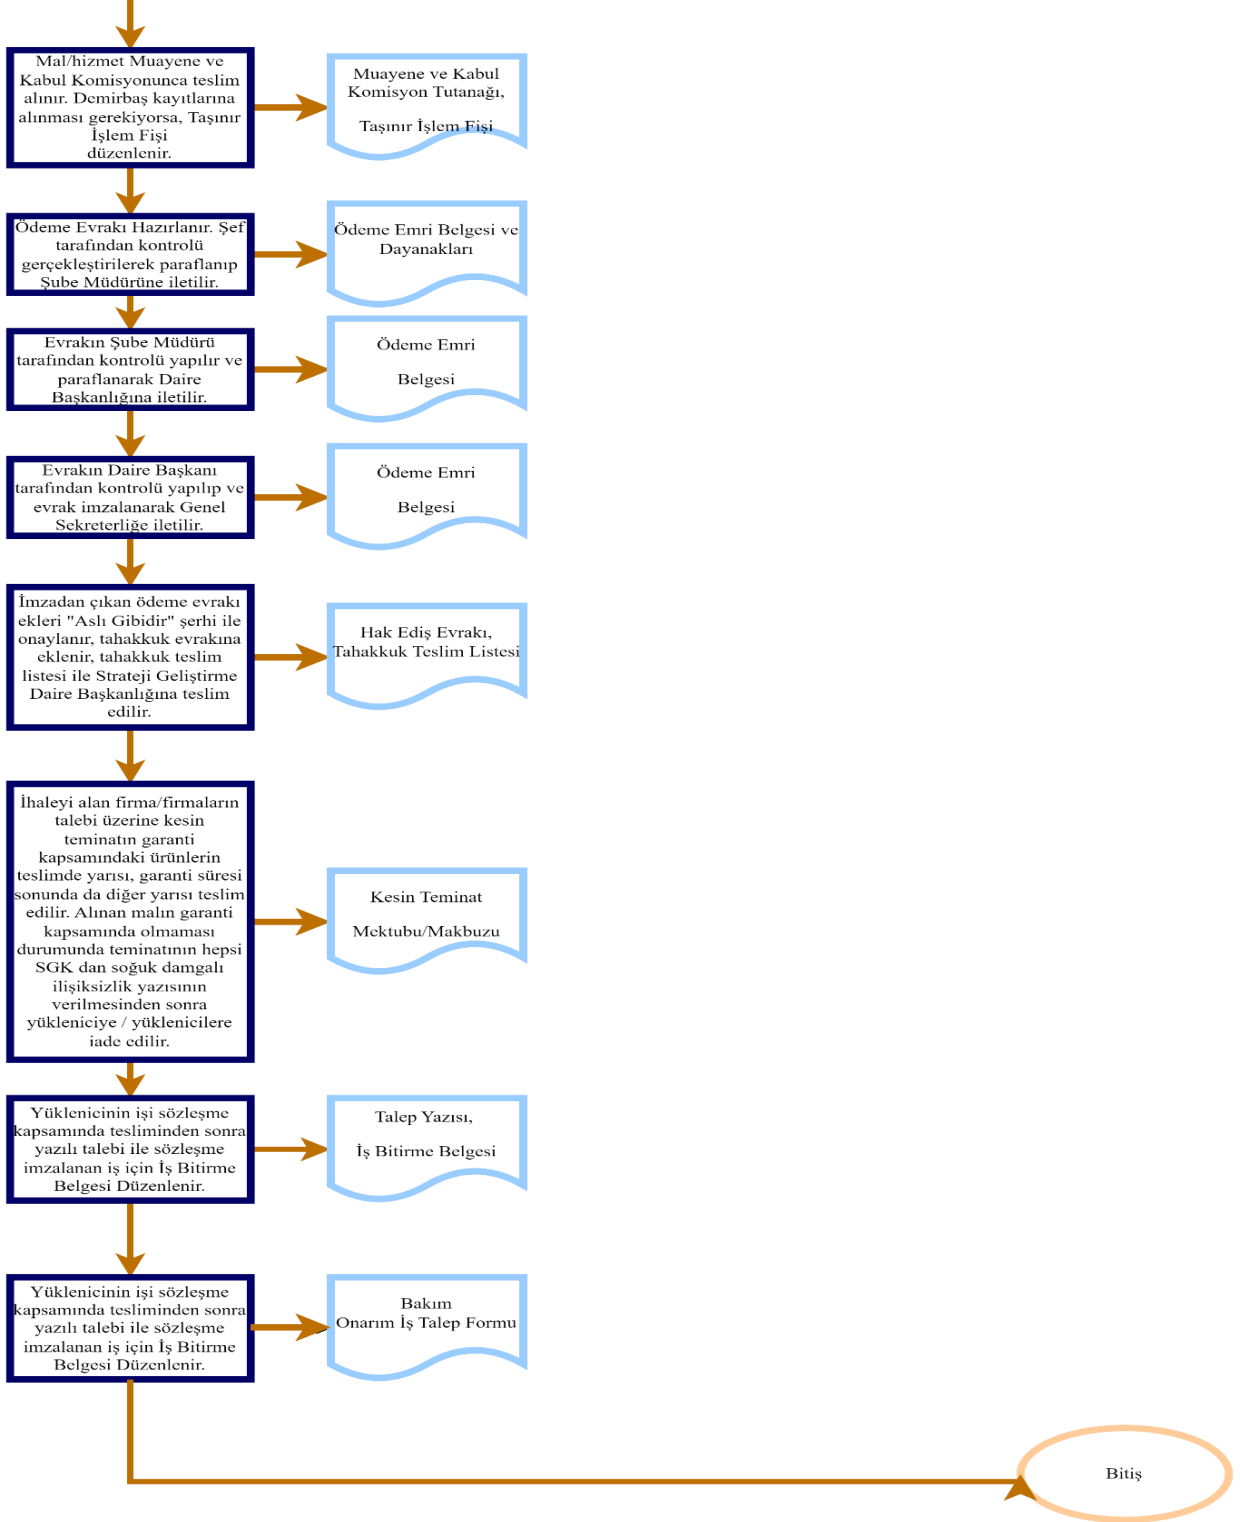 Mal/hizmet Muayene ve
Kabul Komisyonunca teslim
alınır. Demirbaş kayıtlarına
alınması gerekiyorsa, Taşınır
İşlem Fişi
düzenlenir.
Muayene ve Kabul
Komisyon Tutanağı,
Taşınır İşlem Fişi
Ödeme Evrakı Hazırlanır. Şef
tarafından kontrolü
gerçekleştirilerek paraflanıp
Şube Müdürüne iletilir.
Ödeme Emri Belgesi ve
Dayanakları
Evrakın Şube Müdürü
tarafından kontrolü yapılır ve
paraflanarak Daire
Başkanlığına iletilir.
Ödeme Emri
Belgesi
Evrakın Daire Başkanı
tarafından kontrolü yapılıp ve
evrak imzalanarak Genel
Sekreterliğe iletilir.
Ödeme Emri
Belgesi
İmzadan çıkan ödeme evrakı
ekleri "Aslı Gibidir" şerhi ile
onaylanır, tahakkuk evrakına
eklenir, tahakkuk teslim
listesi ile Strateji Geliştirme
Daire Başkanlığına teslim
edilir.
Hak Ediş Evrakı,
Tahakkuk Teslim Listesi
İhaleyi alan firma/firmaların
talebi üzerine kesin
teminatın garanti
kapsamındaki ürünlerin
teslimde yarısı, garanti süresi
sonunda da diğer yarısı teslim
edilir. Alınan malın garanti
kapsamında olmaması
durumunda teminatının hepsi
SGK dan soğuk damgalı
ilişiksizlik yazısının
verilmesinden sonra
yükleniciye / yüklenicilere
iade edilir.
Kesin Teminat
Mektubu/Makbuzu
Yüklenicinin işi sözleşme
kapsamında tesliminden sonra
yazılı talebi ile sözleşme
imzalanan iş için İş Bitirme
Belgesi Düzenlenir.
Talep Yazısı,
İş Bitirme Belgesi
Yüklenicinin işi sözleşme
kapsamında tesliminden sonra
yazılı talebi ile sözleşme
imzalanan iş için İş Bitirme
Belgesi Düzenlenir.
Bakım
Onarım İş Talep Formu
Bitiş